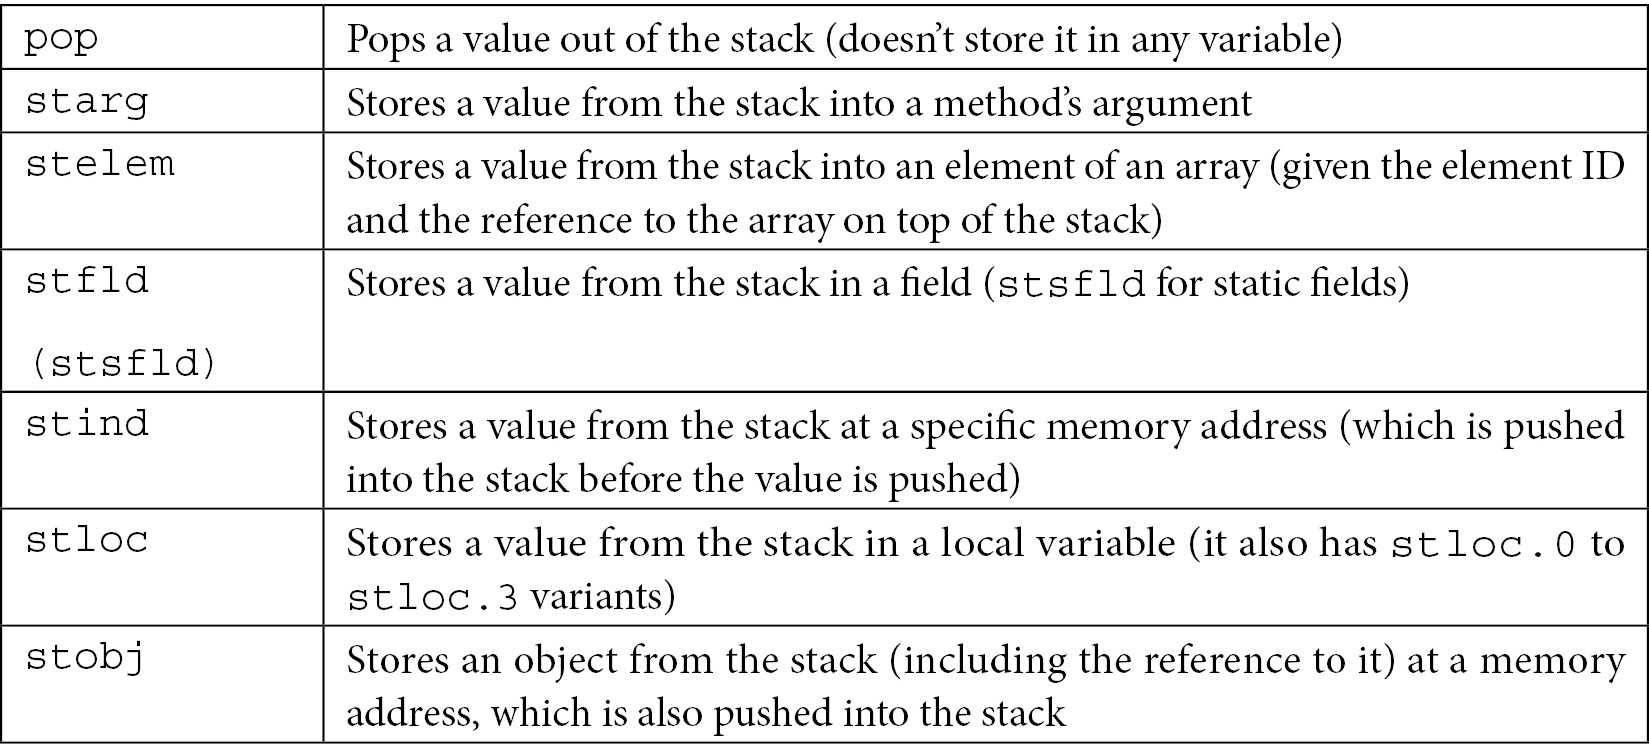 pop
Pops a value out of the stack (doesn’t store it in any variable)
starg
Stores a value from the stack into a method’s argument
stelem
Stores a value from the stack into an element of an array (given the element ID
and the reference to the array on top of the stack)
stfld
(stsfld)
Stores a value from the stack in a field (stsfld for static fields)
stind
Stores a value from the stack at a specific memory address (which is pushed
into the stack before the value is pushed)
stloc
Stores a value from the stack in a local variable (it also has stloc.0 to
stloc.3 variants)
stobj
Stores an object from the stack (including the reference to it) at a memory
address, which is also pushed into the stack